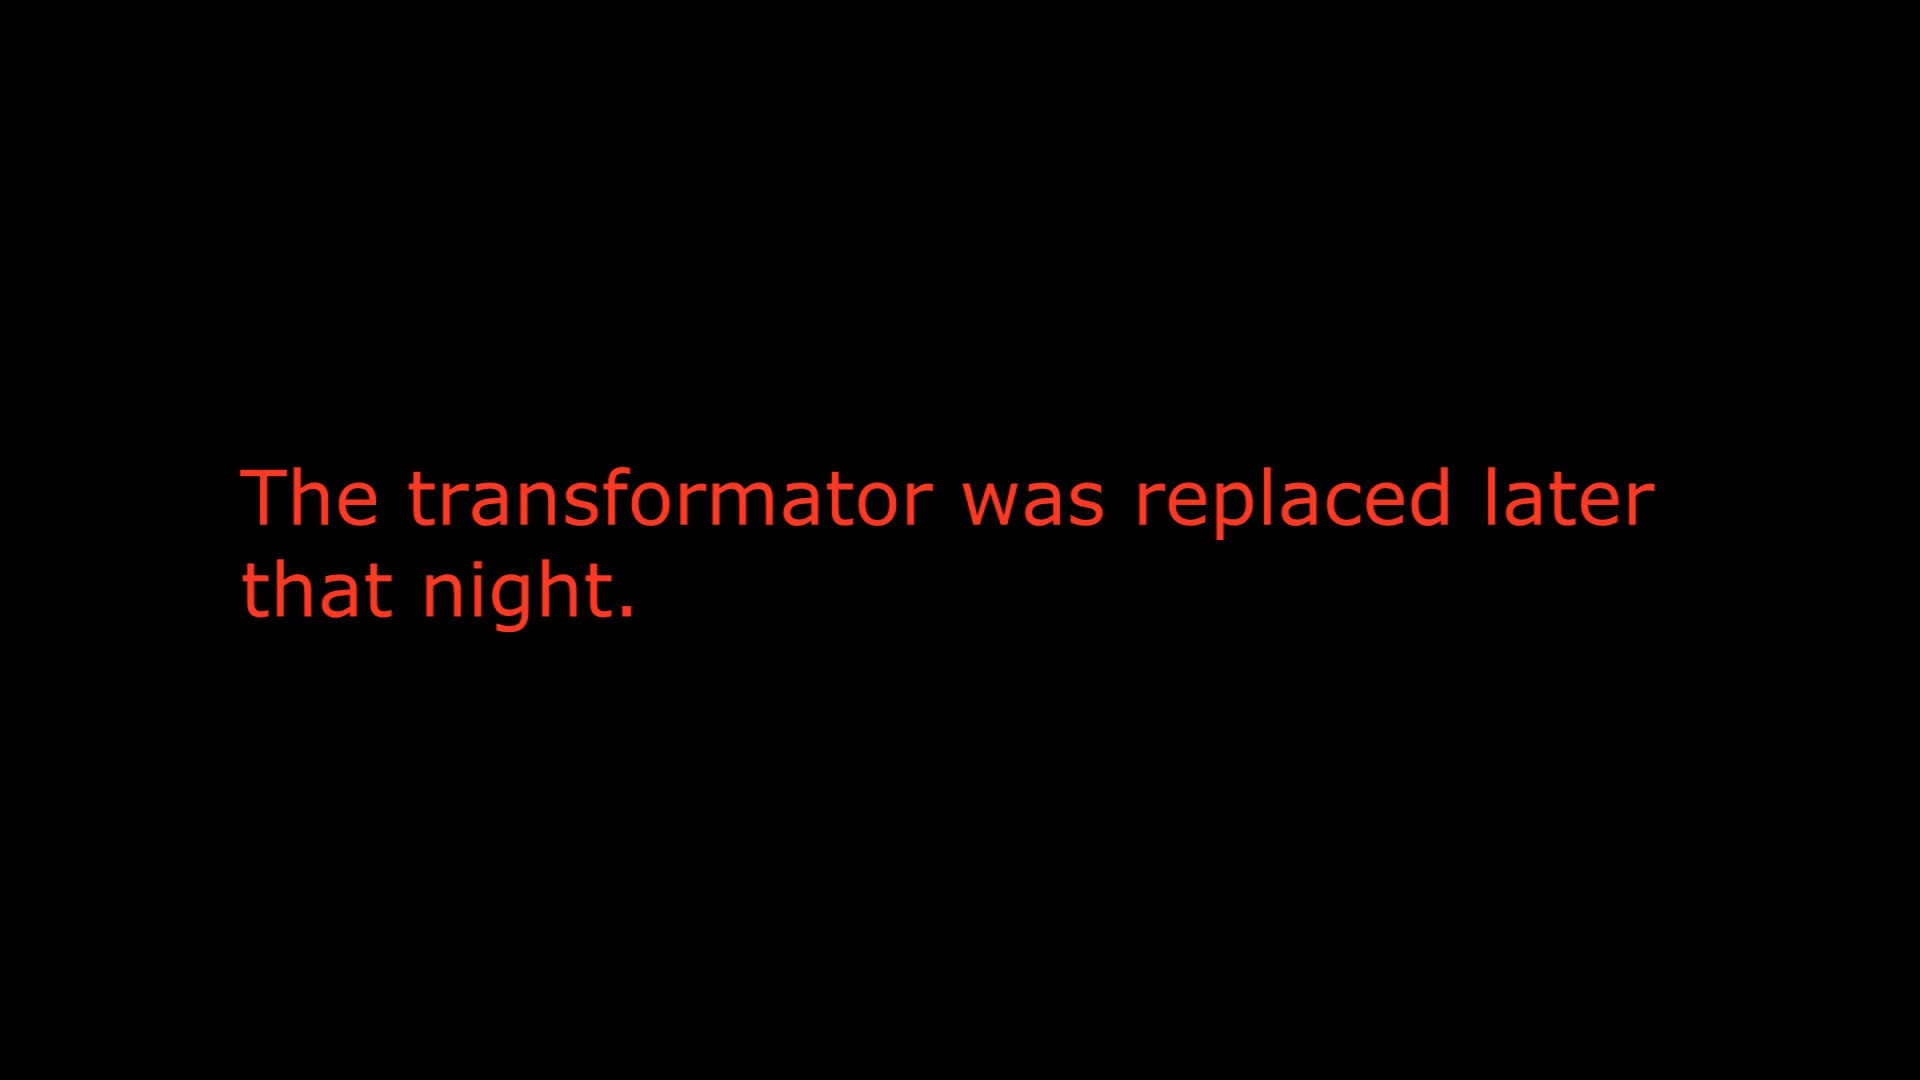 The transformator was replaced later
that night.